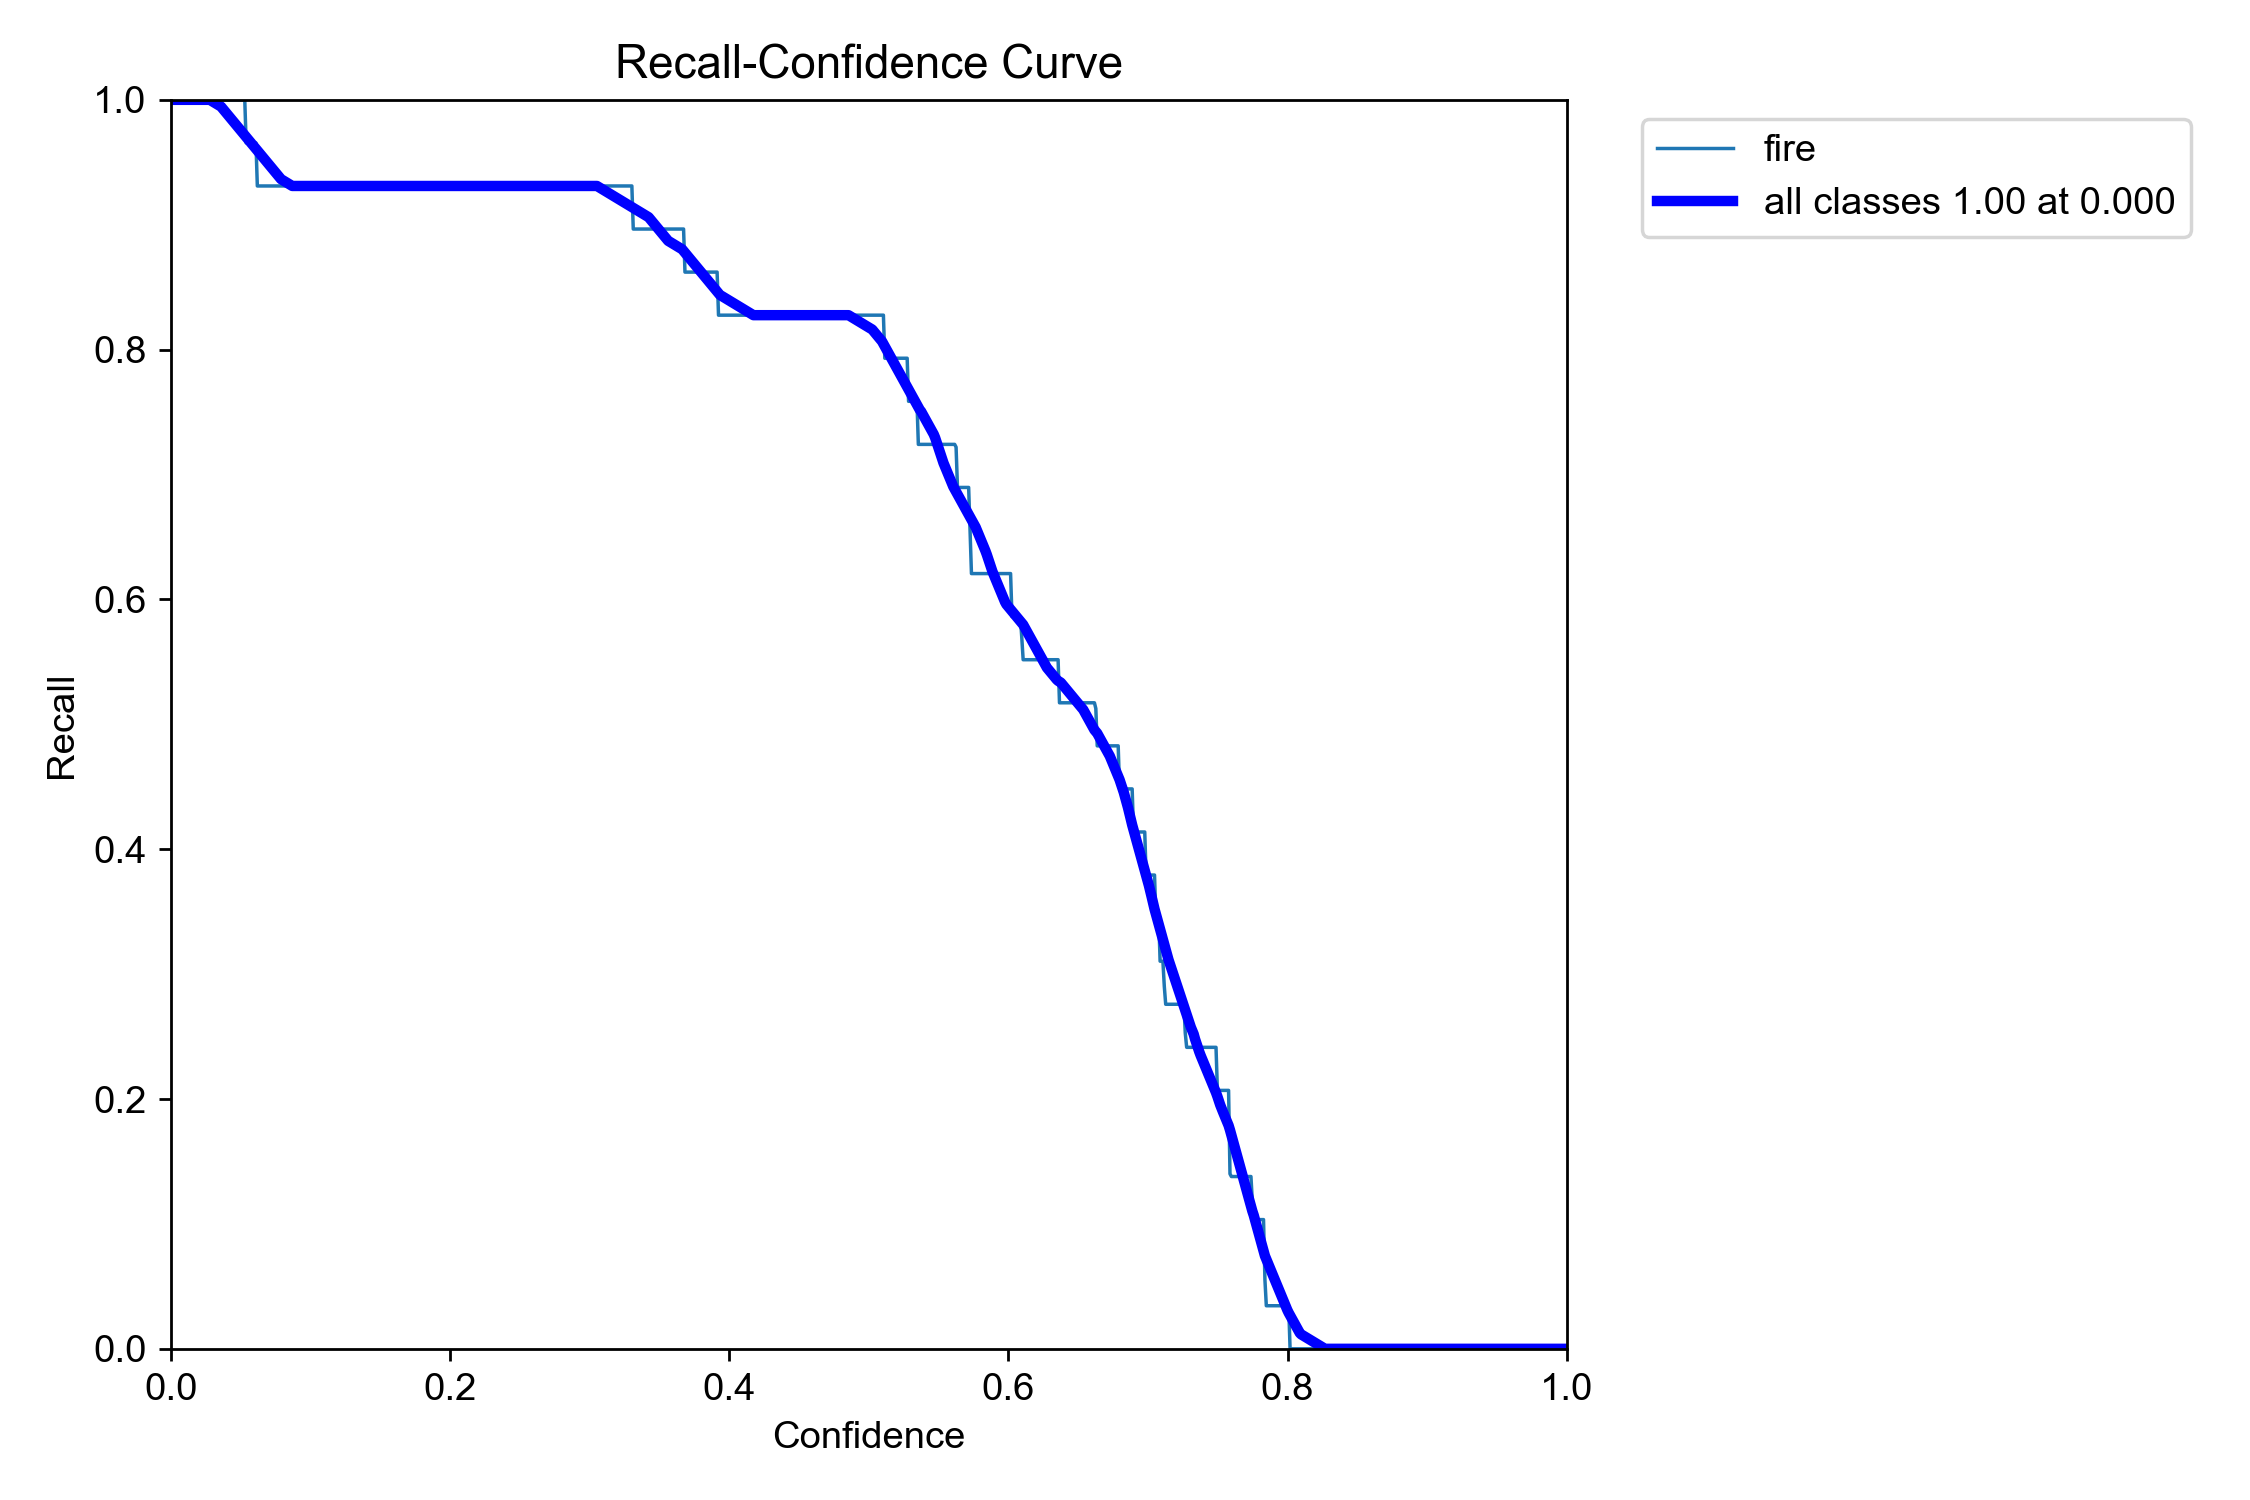 Recall-Confidence Curve
fire
all classes 1.00 at 0.000
Recall
1.0
0.8
0.6
0.4
0.2
0.0
0.0 0.2 0.4 0.6 0.8 1.0
Confidence